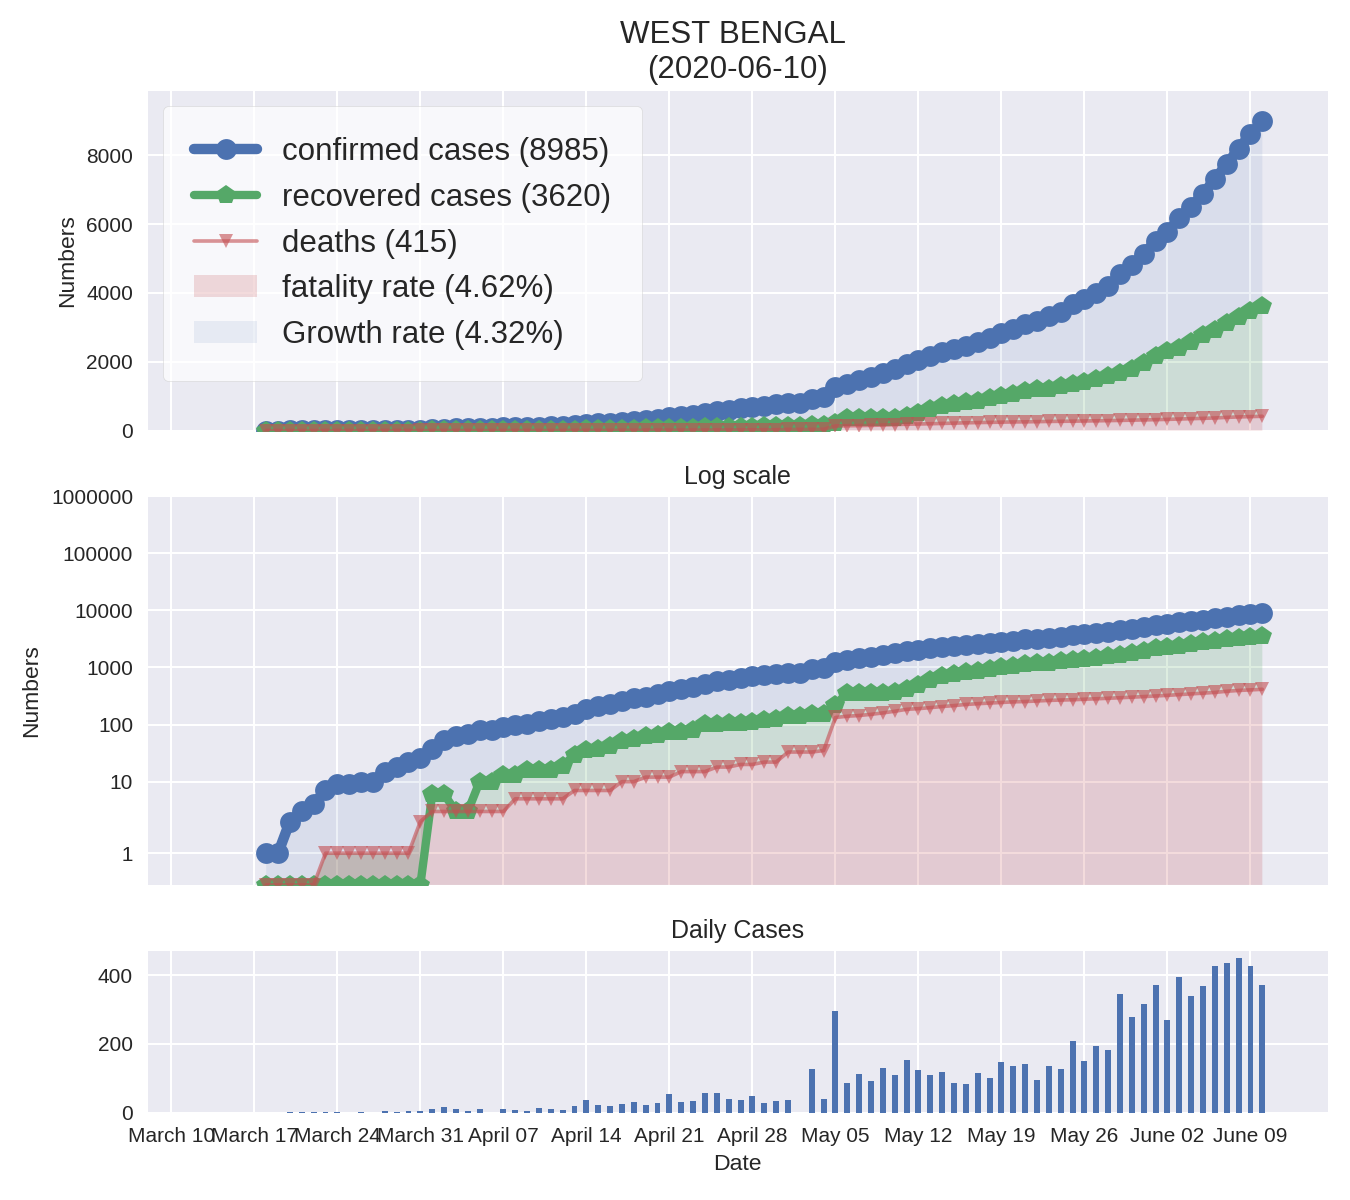 WEST BENGAL
(2020-06-10)
confirmed cases (8985)
recovered cases (3620)
deaths (415)
fatality rate (4.62%)
Growth rate (4.32%)
Numbers
8000
6000
4000
2000
0
Log scale
Numbers
1000000
100000
10000
1000
100
10
1
Daily Cases
400
200
0
March 10 March 17 March 24 March 31 April 07 April 14 April 21 April 28 May 05 May 12 May 19 May 26 June 02 June 09
Date